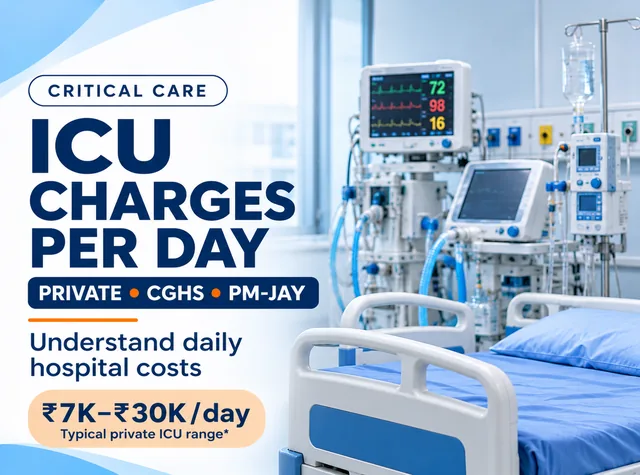 CRITICAL CARE
ICU
CHARGES
PER DAY
PRIVATE • CGHS • PM-JAY
Understand daily
hospital costs
₹7K–₹30K/day
Typical private ICU range*
72
98
16